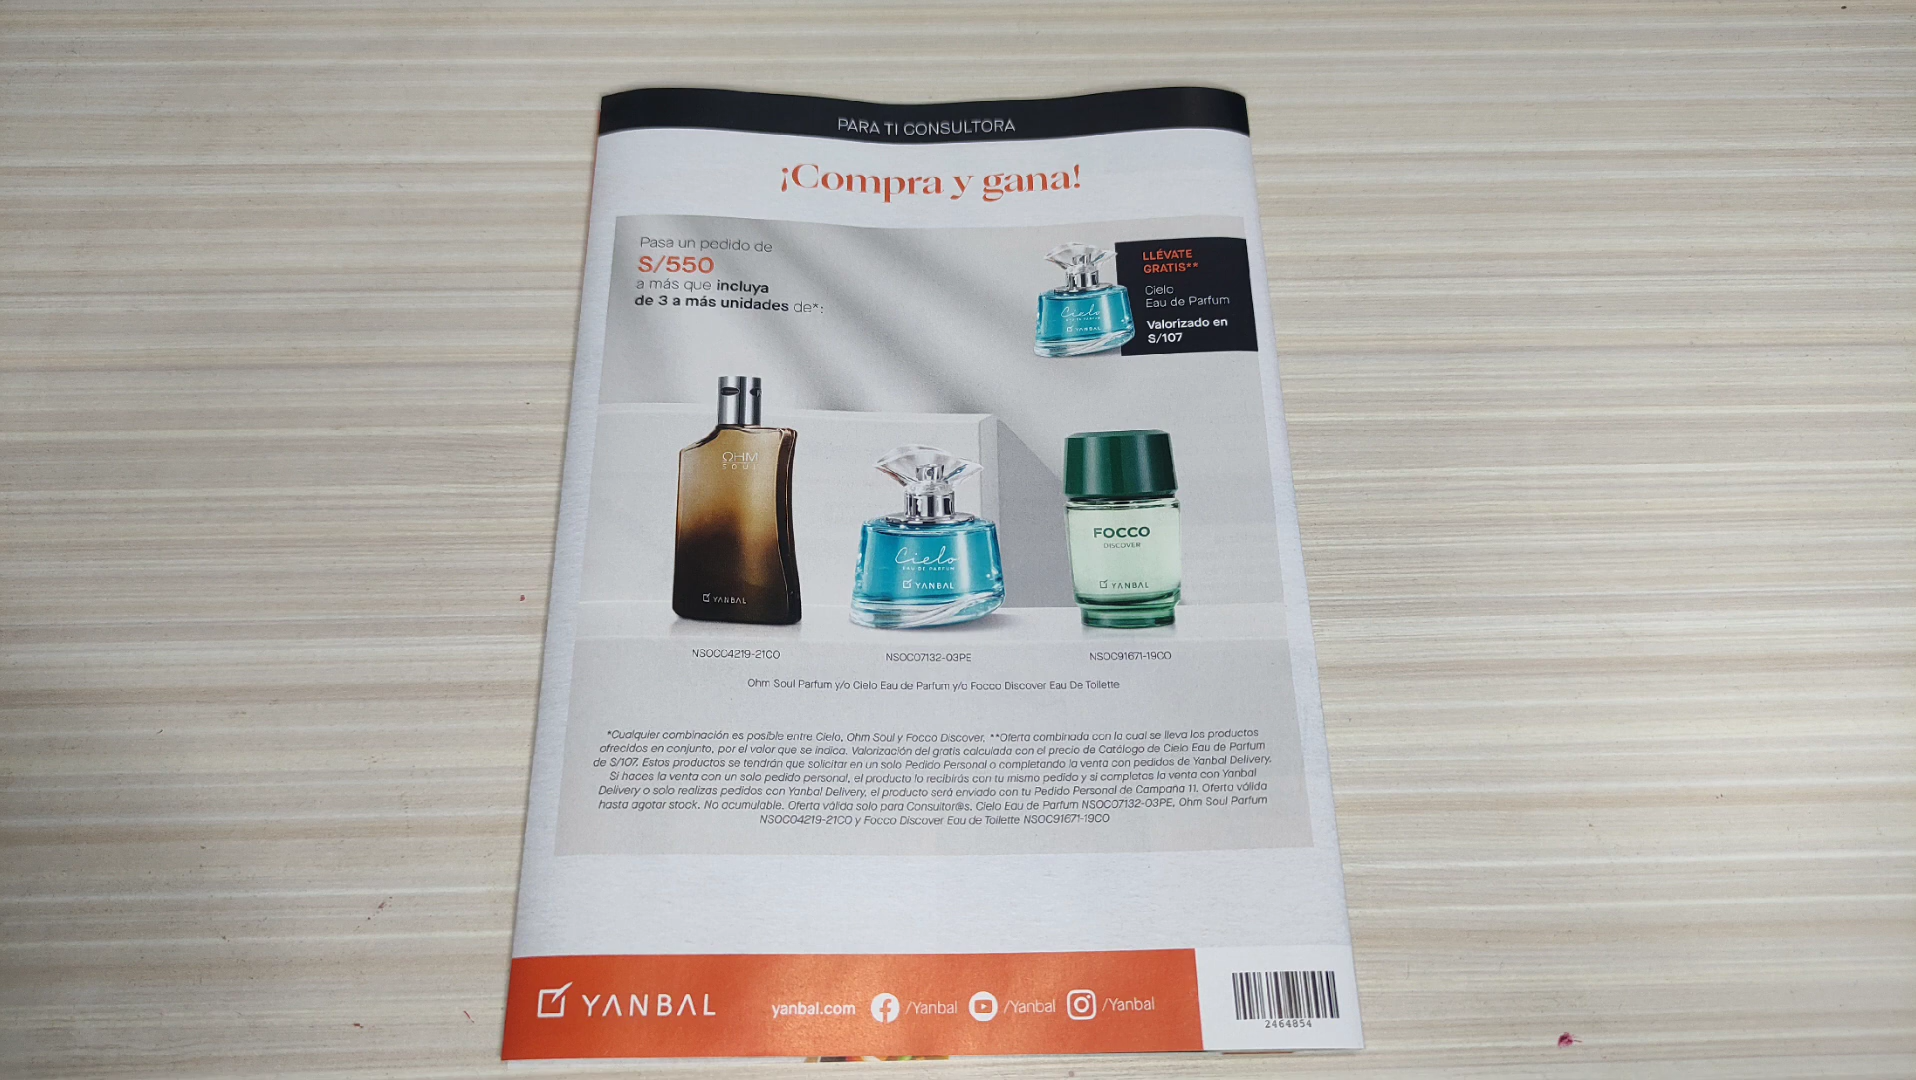 PARA TI CONSULTORA
¡Compra y gana!
Pasa un pedido de
S/550
a más que incluya
de 3 a más unidades de*:
LLÉVATE
GRATIS**
Cielo
Eau de Parfum
Valorizado en
S/107
Cielo
YANBAL
OHM
SOUL
YANBAL
Cielo
EAU DE PARFUM
YANBAL
FOCCO
DISCOVER
YANBAL
NSOC04219-21CO
NSOC07132-03PE
NSOC91671-19CO
Ohm Soul Parfum y/o Cielo Eau de Parfum y/o Focco Discover Eau De Toilette
*Cualquier combinación es posible entre Cielo, Ohm Soul y Focco Discover. **Oferta combinada con la cual se lleva los productos
ofrecidos en conjunto, por el valor que se indica. Valorización del gratis calculada con el precio de Catálogo de Cielo Eau de Parfum
de S/107. Estos productos se tendrán que solicitar en un solo Pedido Personal o completando la venta con pedidos de Yanbal Delivery.
Si haces la venta con un solo pedido personal, el producto lo recibirás con tu mismo pedido y si completas la venta con Yanbal
Delivery o solo realizas pedidos con Yanbal Delivery, el producto será enviado con tu Pedido Personal de Campaña 11. Oferta válida
hasta agotar stock. No acumulable. Oferta válida solo para Consultor@s. Cielo Eau de Parfum NSOC07132-03PE, Ohm Soul Parfum
NSOC04219-21CO y Focco Discover Eau de Toilette NSOC91671-19CO
YANBAL
yanbal.com /Yanbal /Yanbal /Yanbal
2464854